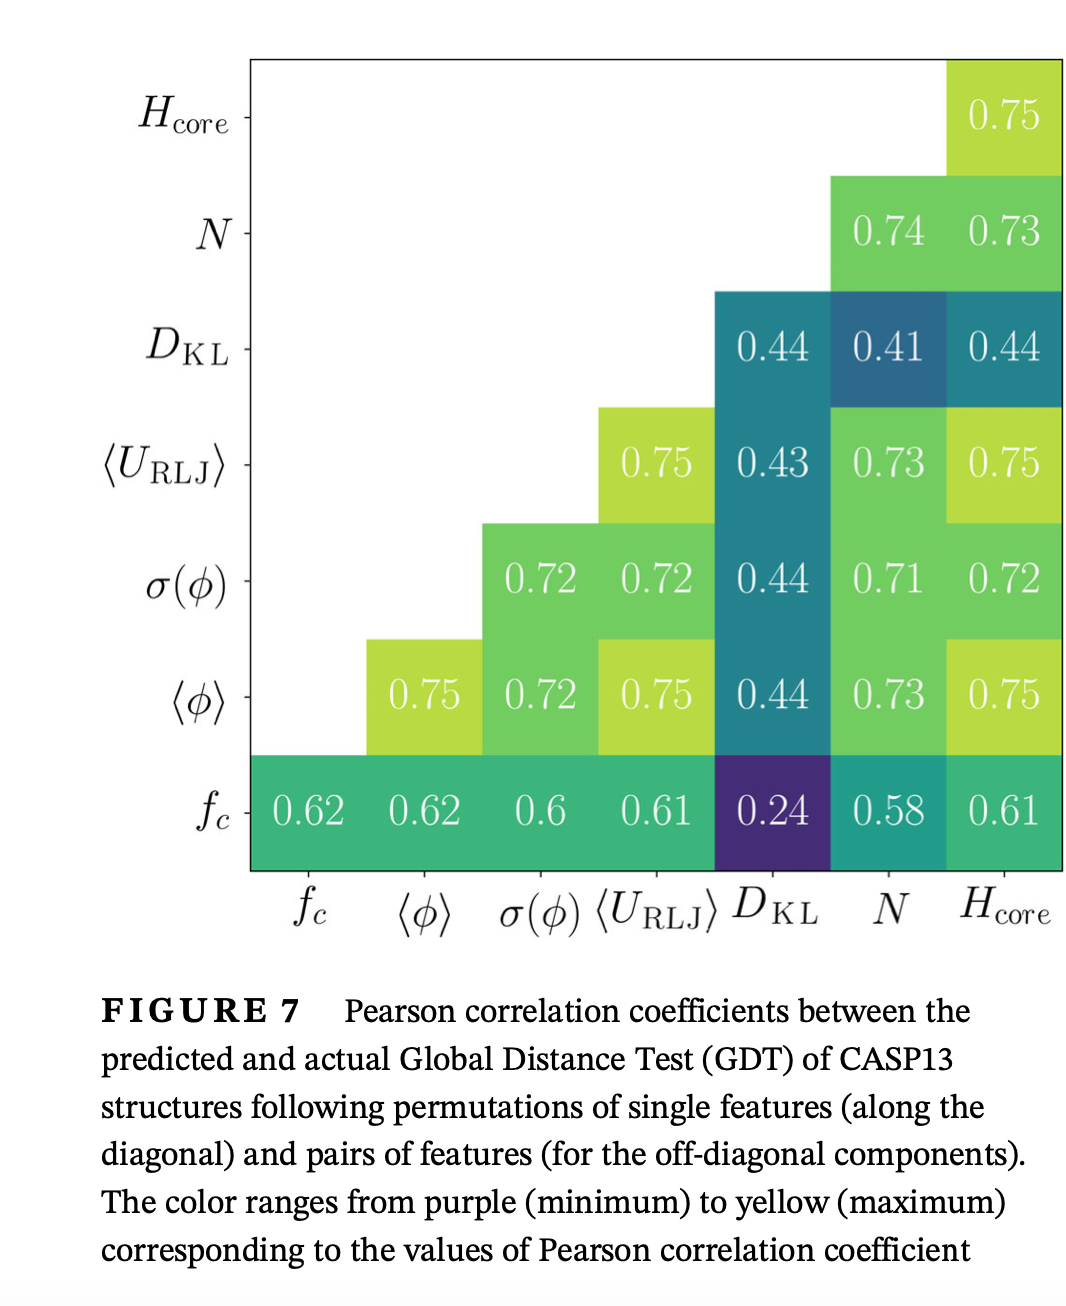 H_core 0.75
N 0.74 0.73
D_KL 0.44 0.41 0.44
⟨U_RLJ⟩ 0.75 0.43 0.73 0.75
σ(ϕ) 0.72 0.72 0.44 0.71 0.72
⟨ϕ⟩ 0.75 0.72 0.75 0.44 0.73 0.75
f_c 0.62 0.62 0.6 0.61 0.24 0.58 0.61
f_c ⟨ϕ⟩ σ(ϕ) ⟨U_RLJ⟩ D_KL N H_core
FIGURE 7 Pearson correlation coefficients between the
predicted and actual Global Distance Test (GDT) of CASP13
structures following permutations of single features (along the
diagonal) and pairs of features (for the off-diagonal components).
The color ranges from purple (minimum) to yellow (maximum)
corresponding to the values of Pearson correlation coefficient